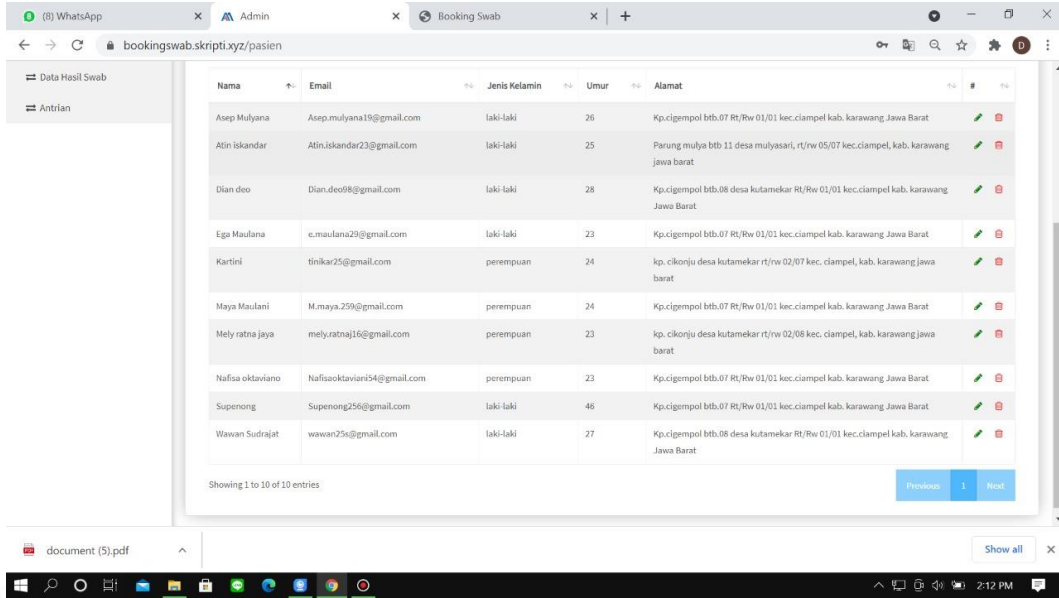 (8) WhatsApp
Admin
Booking Swab
bookingswab.skripti.xyz/pasien
D
Data Hasil Swab
Antrian
Nama Email Jenis Kelamin Umur Alamat #
Asep Mulyana Asep.mulyana19@gmail.com laki-laki 26 Kp.cigempol btb.07 Rt/Rw 01/01 kec.ciampel kab. karawang Jawa Barat
Atin iskandar Atin.iskandar23@gmail.com laki-laki 25 Parung mulya btb 11 desa mulyasari, rt/rw 05/07 kec.ciampel, kab. karawang
jawa barat
Dian deo Dian.deo98@gmail.com laki-laki 28 Kp.cigempol btb.08 desa kutamekar Rt/Rw 01/01 kec.ciampel kab. karawang
Jawa Barat
Ega Maulana e.maulana29@gmail.com laki-laki 23 Kp.cigempol btb.07 Rt/Rw 01/01 kec.ciampel kab. karawang Jawa Barat
Kartini tinikar25@gmail.com perempuan 24 kp. cikonju desa kutamekar rt/rw 02/07 kec. ciampel, kab. karawang jawa
barat
Maya Maulani M.maya.259@gmail.com perempuan 24 Kp.cigempol btb.07 Rt/Rw 01/01 kec.ciampel kab. karawang Jawa Barat
Mely ratna jaya mely.ratnaj16@gmail.com perempuan 23 kp. cikonju desa kutamekar rt/rw 02/08 kec. ciampel, kab. karawang jawa
barat
Nafisa oktaviano Nafisaoktaviani54@gmail.com perempuan 23 Kp.cigempol btb.07 Rt/Rw 01/01 kec.ciampel kab. karawang Jawa Barat
Supenong Supenong256@gmail.com laki-laki 46 Kp.cigempol btb.07 Rt/Rw 01/01 kec.ciampel kab. karawang Jawa Barat
Wawan Sudrajat wawan25s@gmail.com laki-laki 27 Kp.cigempol btb.08 desa kutamekar Rt/Rw 01/01 kec.ciampel kab. karawang
Jawa Barat
Showing 1 to 10 of 10 entries
Previous 1 Next
document (5).pdf
Show all
2:12 PM